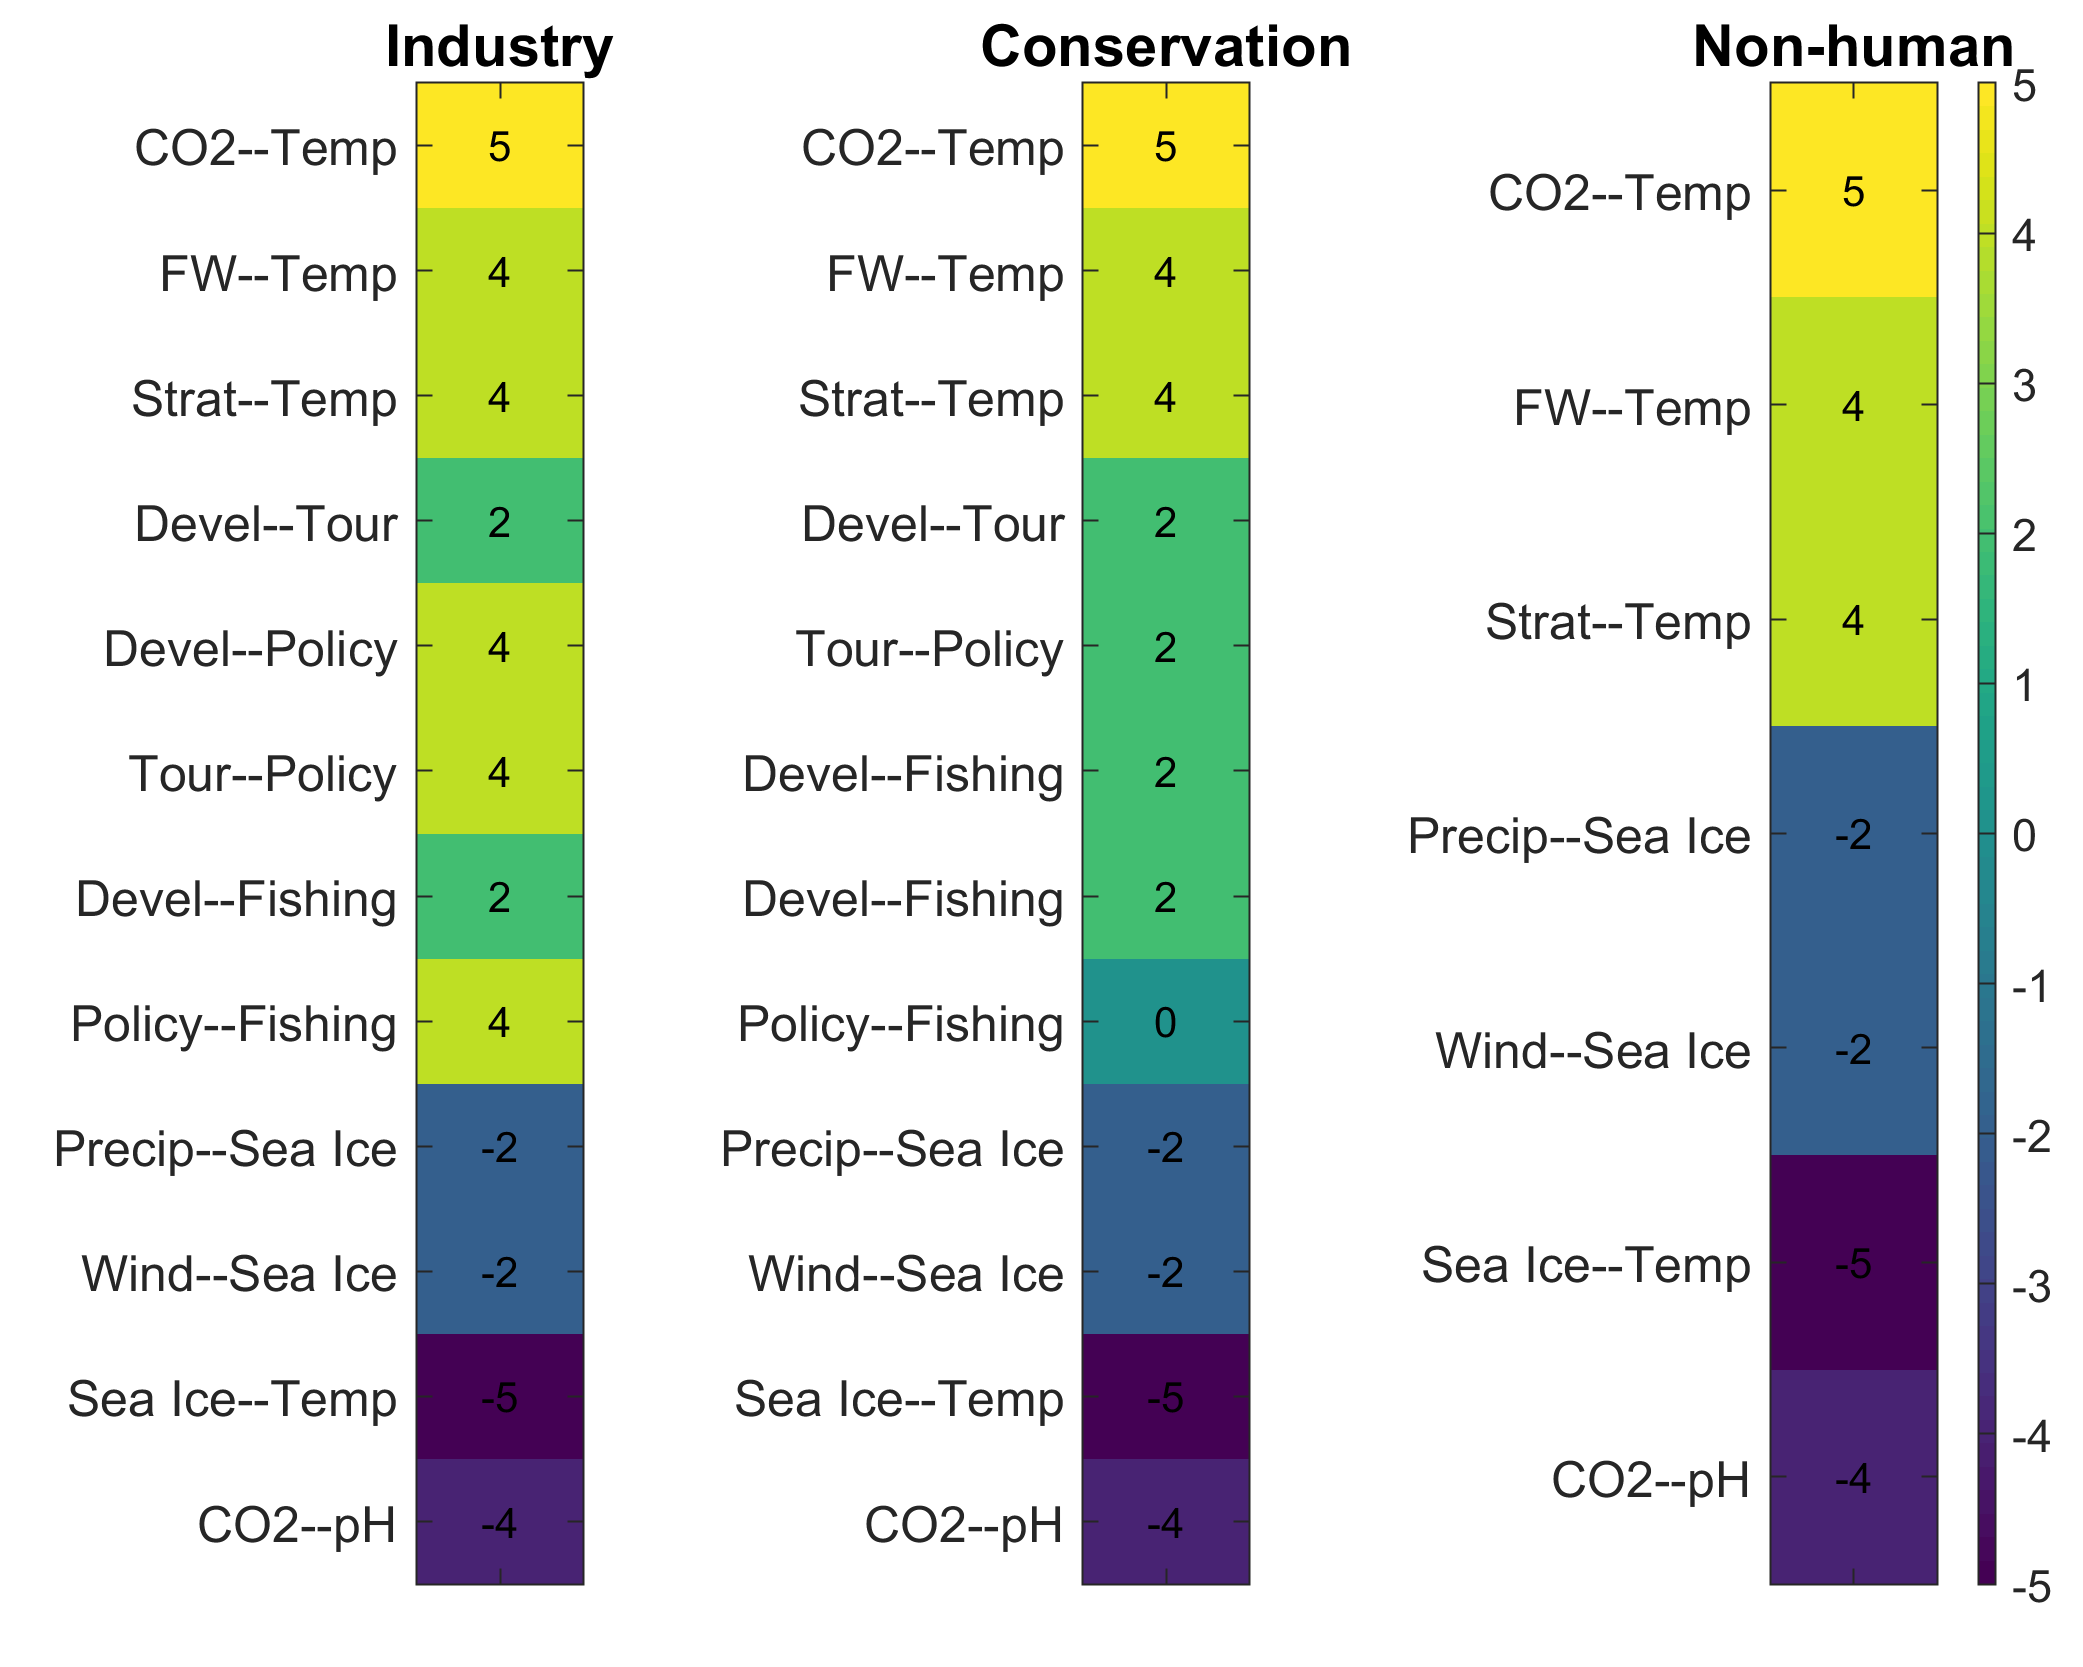 Industry
CO2--Temp 5
FW--Temp 4
Strat--Temp 4
Devel--Tour 2
Devel--Policy 4
Tour--Policy 4
Devel--Fishing 2
Policy--Fishing 4
Precip--Sea Ice -2
Wind--Sea Ice -2
Sea Ice--Temp -5
CO2--pH -4
Conservation
CO2--Temp 5
FW--Temp 4
Strat--Temp 4
Devel--Tour 2
Tour--Policy 2
Devel--Fishing 2
Devel--Fishing 2
Policy--Fishing 0
Precip--Sea Ice -2
Wind--Sea Ice -2
Sea Ice--Temp -5
CO2--pH -4
Non-human
CO2--Temp 5
FW--Temp 4
Strat--Temp 4
Precip--Sea Ice -2
Wind--Sea Ice -2
Sea Ice--Temp -5
CO2--pH -4
5
4
3
2
1
0
-1
-2
-3
-4
-5